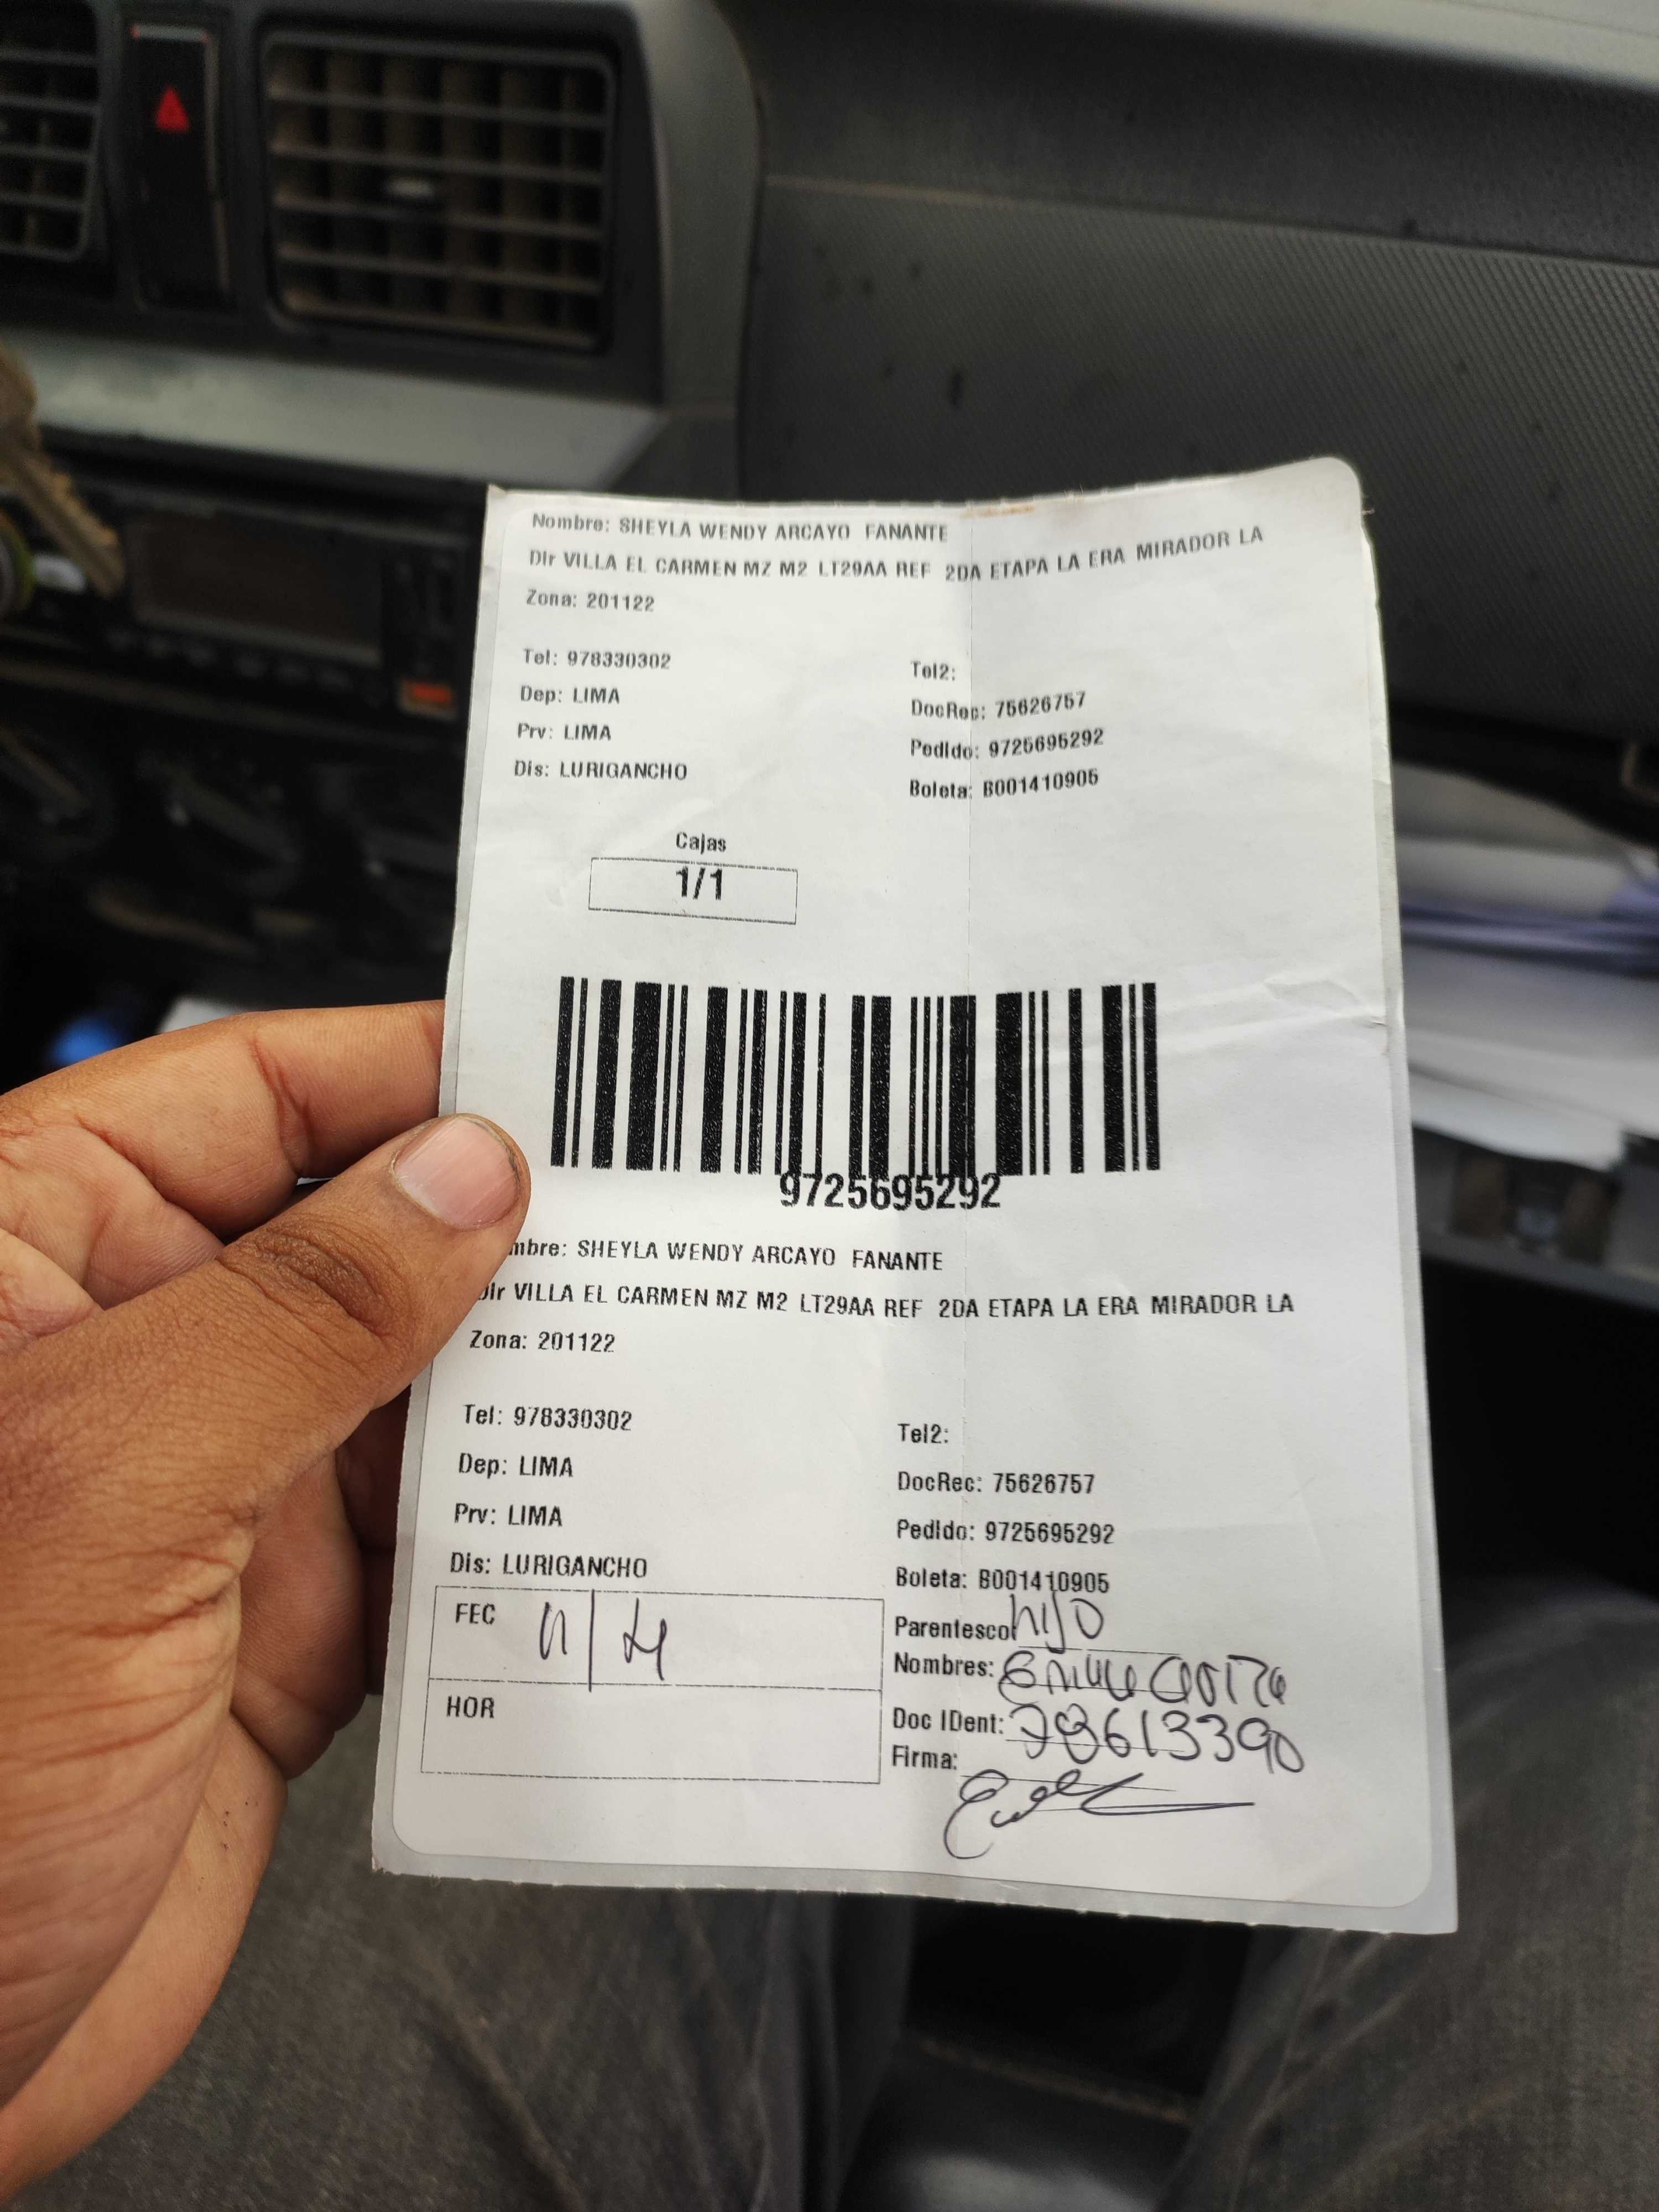 Nombre: SHEYLA WENDY ARCAYO FANANTE
Dir VILLA EL CARMEN MZ M2 LT29AA REF 2DA ETAPA LA ERA MIRADOR LA
Zona: 201122
Tel: 978330302
Tel2:
Dep: LIMA
DocRec: 75626757
Prv: LIMA
Pedido: 9725695292
Dis: LURIGANCHO
Boleta: B001410905
Cajas
1/1
9725695292
mbre: SHEYLA WENDY ARCAYO FANANTE
Dir VILLA EL CARMEN MZ M2 LT29AA REF 2DA ETAPA LA ERA MIRADOR LA
Zona: 201122
Tel: 978330302
Tel2:
Dep: LIMA
DocRec: 75626757
Prv: LIMA
Pedido: 9725695292
Dis: LURIGANCHO
Boleta: B001410905
FEC
Parentesco: hijo
Nombres:
HOR
Doc IDent:
Firma: